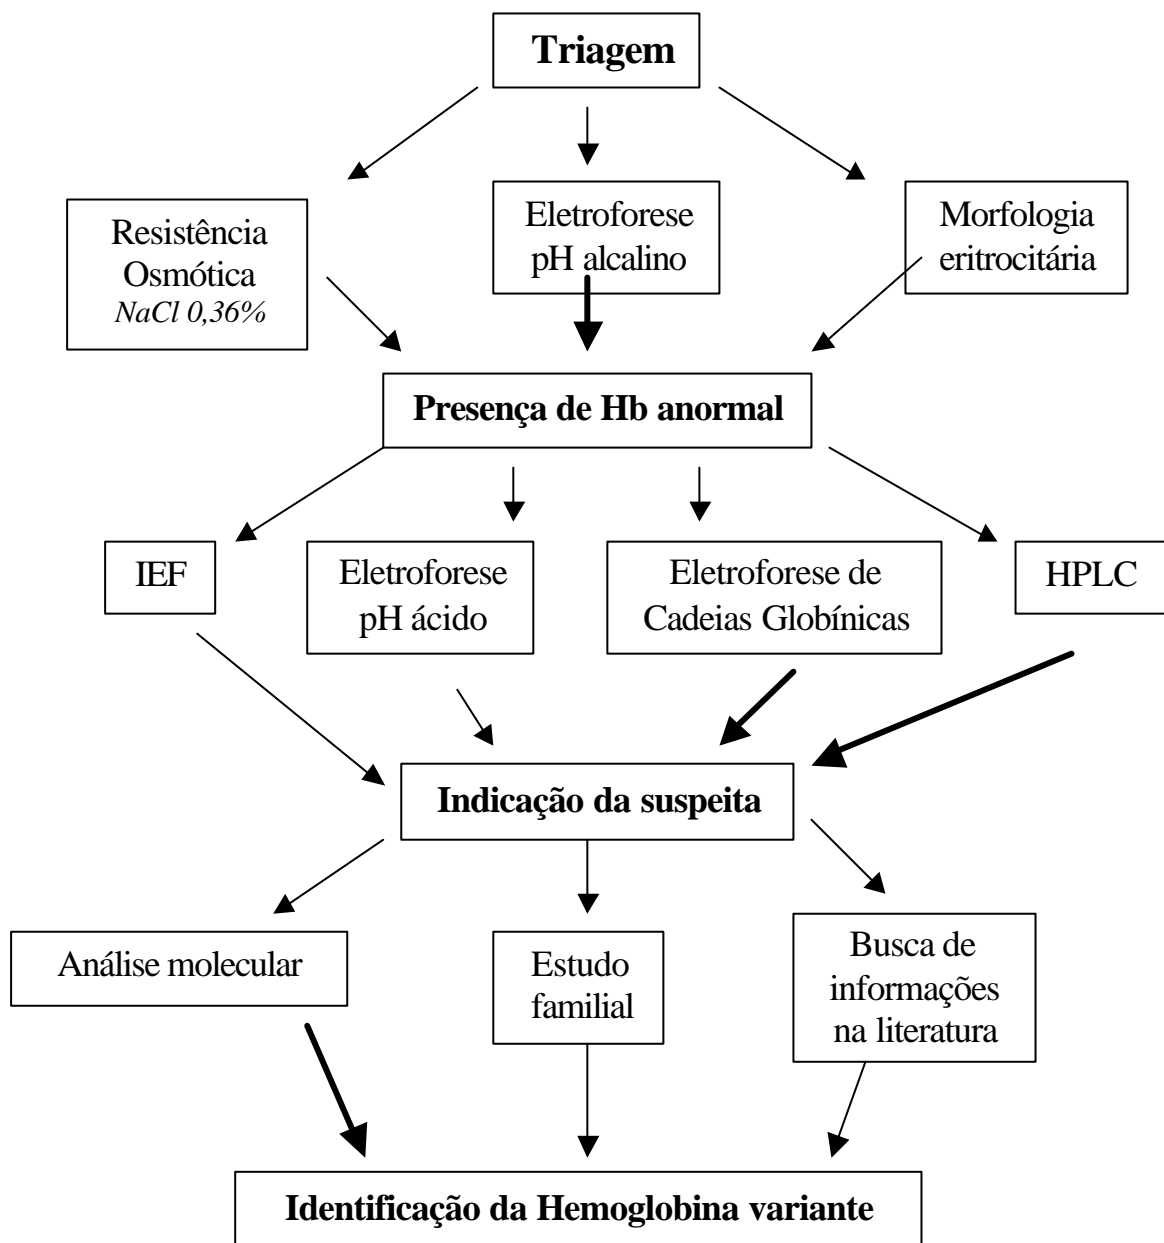 Triagem
Resistência
Osmótica
NaCl 0,36%
Eletroforese
pH alcalino
Morfologia
eritrocitária
Presença de Hb anormal
IEF
Eletroforese
pH ácido
Eletroforese de
Cadeias Globínicas
HPLC
Indicação da suspeita
Análise molecular
Estudo
familial
Busca de
informações
na literatura
Identificação da Hemoglobina variante